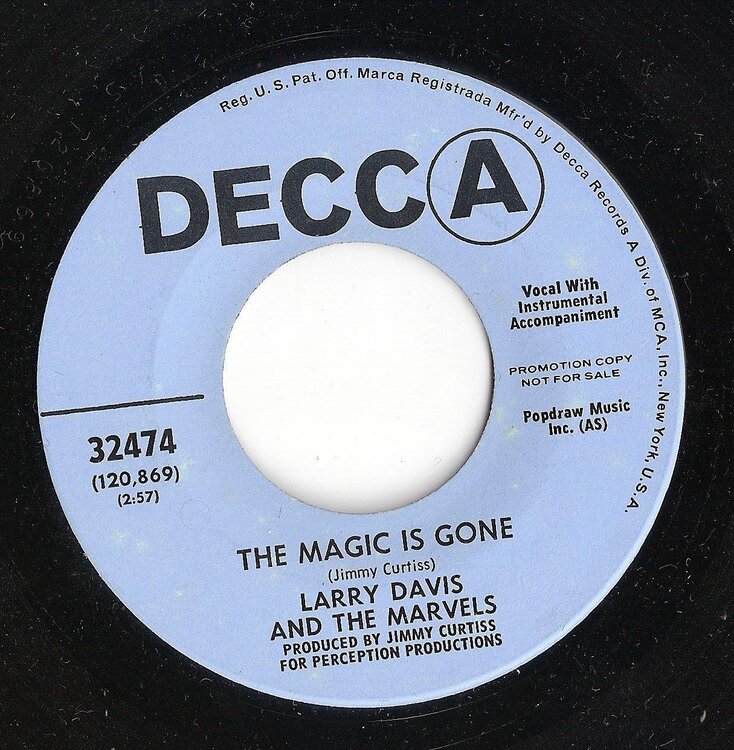 Reg. U.S. Pat. Off. Marca Registrada Mfr'd by Decca Records A Div. of MCA, Inc., New York, U.S.A.
DECCA
Vocal With
Instrumental
Accompaniment
PROMOTION COPY
NOT FOR SALE
Popdraw Music
Inc. (AS)
32474
(120,869)
(2:57)
THE MAGIC IS GONE
(Jimmy Curtiss)
LARRY DAVIS
AND THE MARVELS
PRODUCED BY JIMMY CURTISS
FOR PERCEPTION PRODUCTIONS